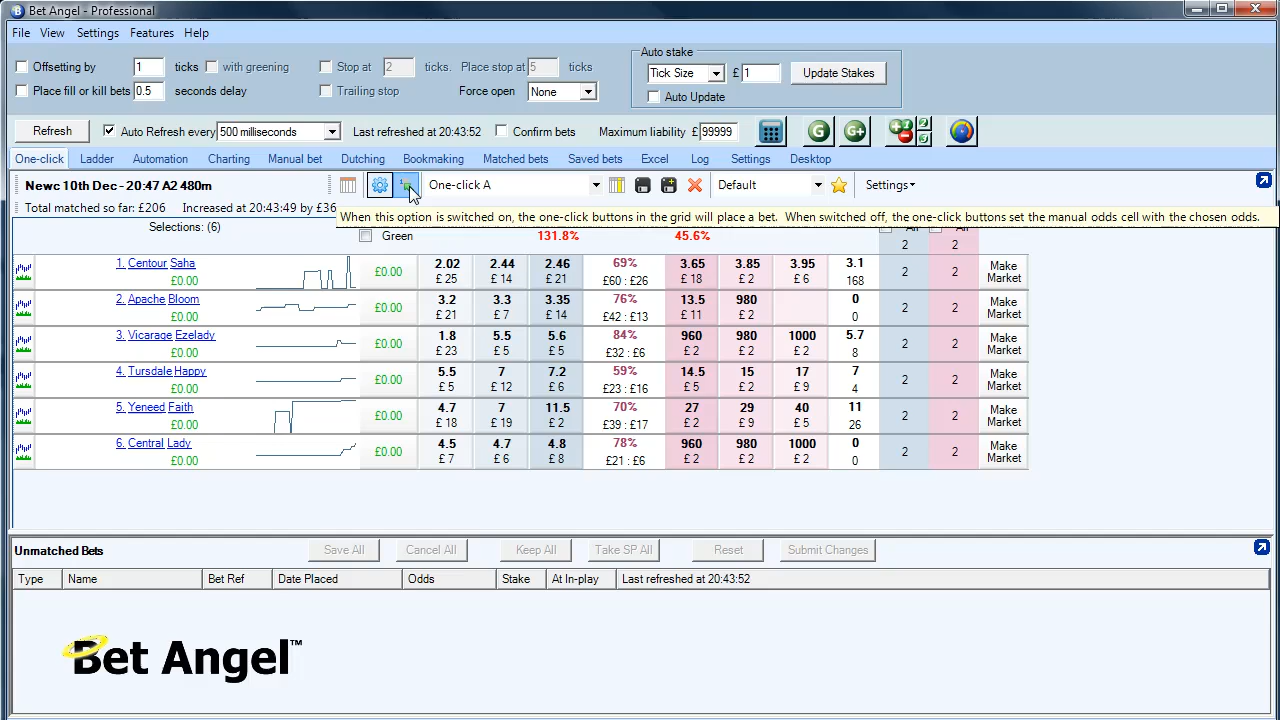 Bet Angel - Professional
File View Settings Features Help
Auto stake
Offsetting by 1 ticks with greening Stop at 2 ticks. Place stop at 5 ticks Tick Size £ 1 Update Stakes
Place fill or kill bets 0.5 seconds delay Trailing stop Force open None Auto Update
Refresh Auto Refresh every 500 milliseconds Last refreshed at 20:43:52 Confirm bets Maximum liability £ 99999 G G+
One-click Ladder Automation Charting Manual bet Dutching Bookmaking Matched bets Saved bets Excel Log Settings Desktop
Newc 10th Dec - 20:47 A2 480m One-click A Default Settings
Total matched so far: £206 Increased at 20:43:49 by £36
When this option is switched on, the one-click buttons in the grid will place a bet. When switched off, the one-click buttons set the manual odds cell with the chosen odds.
Selections: (6) Green 131.8% 45.6% 2 2
1. Centour Saha £0.00 2.02 2.44 2.46 69% 3.65 3.85 3.95 3.1 2 2 Make Market
£0.00 £ 25 £ 14 £ 21 £60 : £26 £ 18 £ 2 £ 6 168
2. Apache Bloom £0.00 3.2 3.3 3.35 76% 13.5 980 0 2 2 Make Market
£0.00 £ 21 £ 7 £ 14 £42 : £13 £ 11 £ 2 0
3. Vicarage Ezelady £0.00 1.8 5.5 5.6 84% 960 980 1000 5.7 2 2 Make Market
£0.00 £ 23 £ 5 £ 5 £32 : £6 £ 2 £ 2 £ 2 8
4. Tursdale Happy £0.00 5.5 7 7.2 59% 14.5 15 17 7 2 2 Make Market
£0.00 £ 5 £ 12 £ 6 £23 : £16 £ 5 £ 2 £ 9 4
5. Yeneed Faith £0.00 4.7 7 11.5 70% 27 29 40 11 2 2 Make Market
£0.00 £ 18 £ 19 £ 2 £39 : £17 £ 2 £ 9 £ 5 26
6. Central Lady £0.00 4.5 4.7 4.8 78% 960 980 1000 0 2 2 Make Market
£0.00 £ 7 £ 6 £ 8 £21 : £6 £ 2 £ 2 £ 2 0
Unmatched Bets Save All Cancel All Keep All Take SP All Reset Submit Changes
Type Name Bet Ref Date Placed Odds Stake At In-play Last refreshed at 20:43:52
Bet Angel™